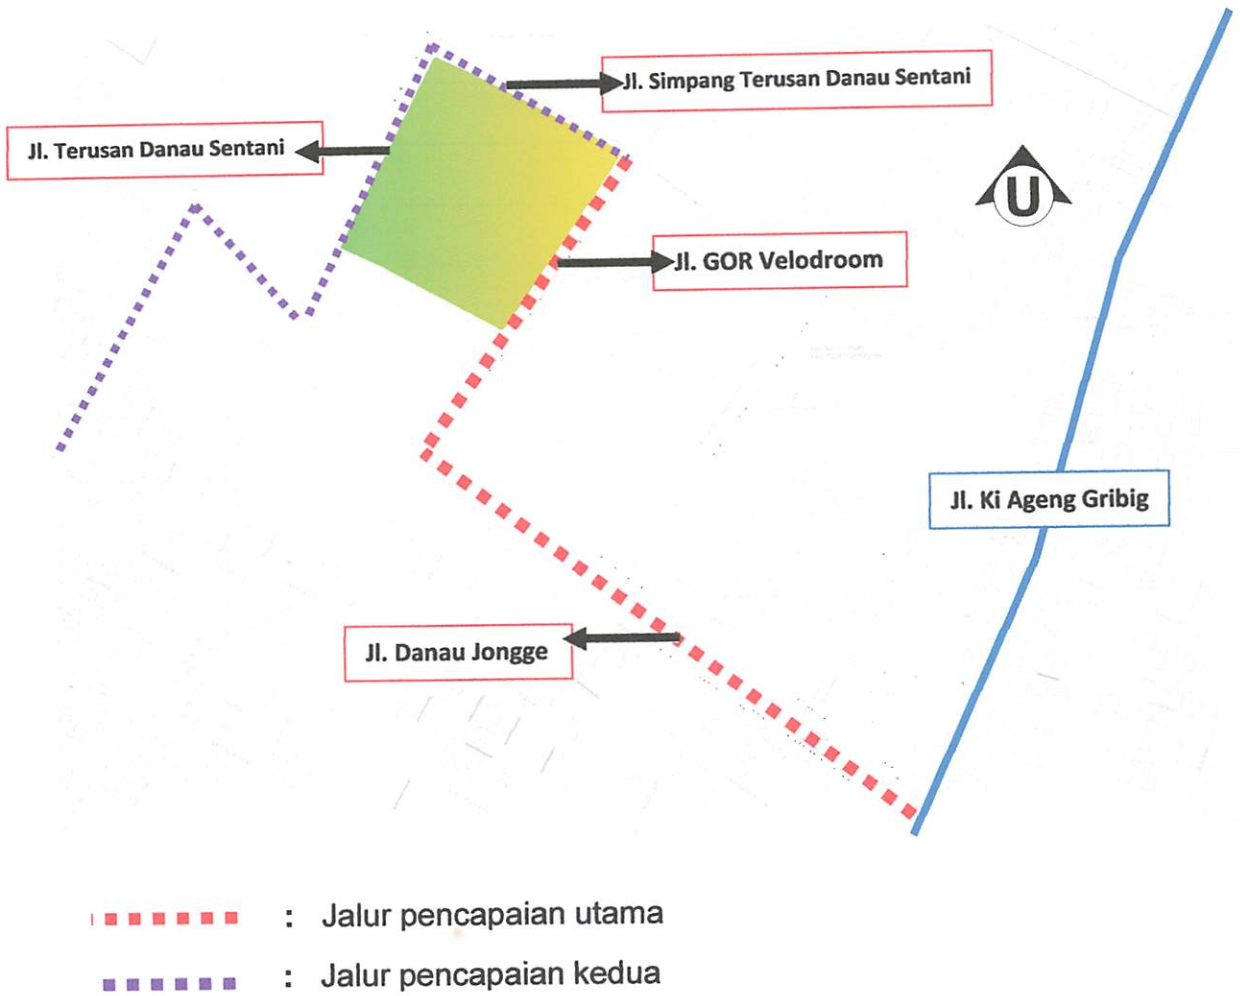 Jl. Simpang Terusan Danau Sentani
Jl. Terusan Danau Sentani
U
Jl. GOR Velodroom
Jl. Ki Ageng Gribig
Jl. Danau Jongge
: Jalur pencapaian utama
: Jalur pencapaian kedua